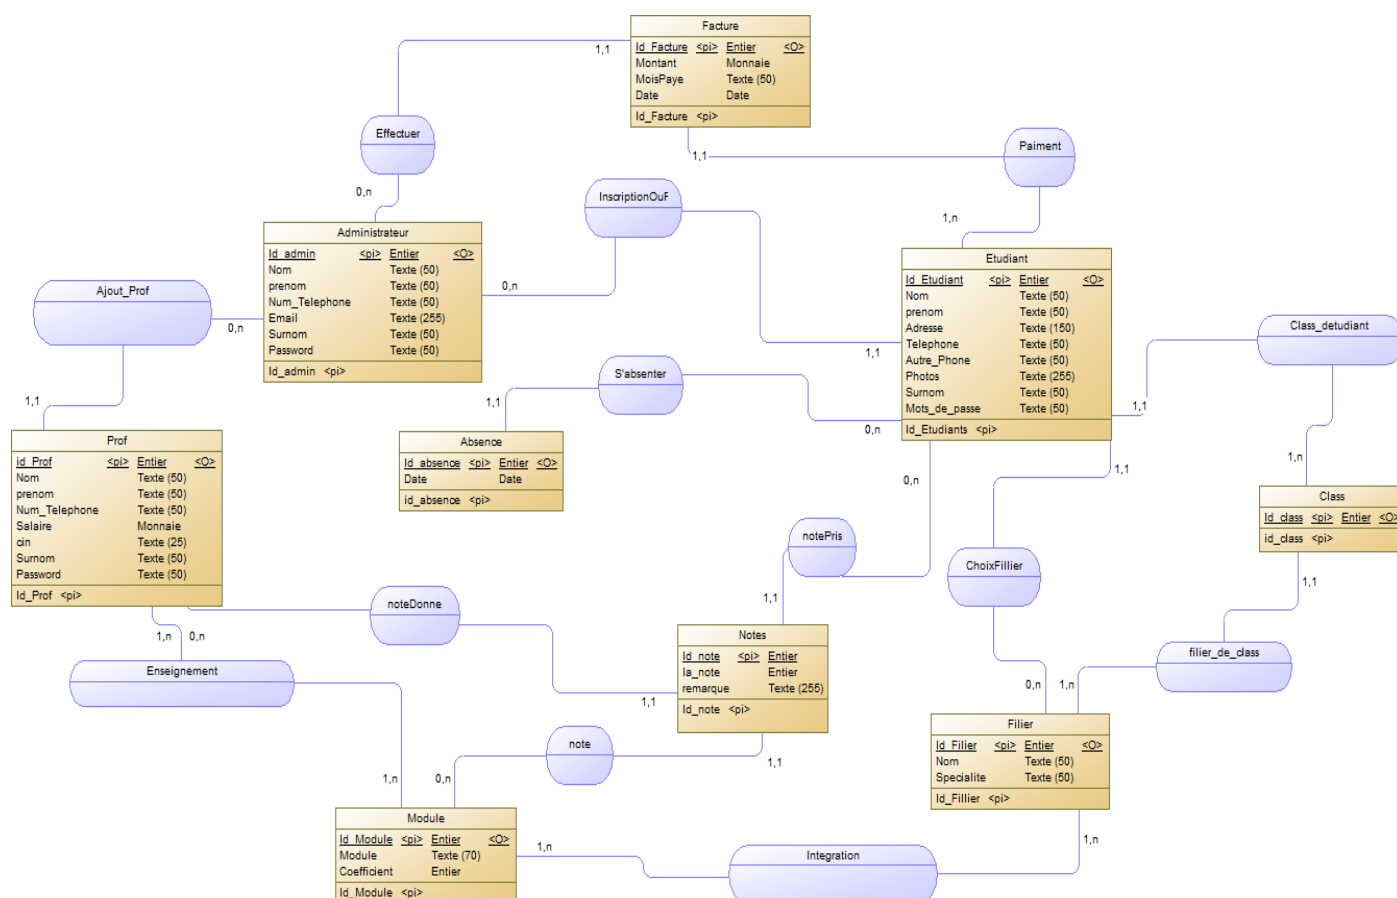 Facture
Id_Facture <pi> Entier <O>
Montant Monnaie
MoisPaye Texte (50)
Date Date
Id_Facture <pi>
1,1
Effectuer
0,n
1,1
Paiment
1,n
InscriptionOuF
0,n
1,1
Administrateur
Id_admin <pi> Entier <O>
Nom Texte (50)
prenom Texte (50)
Num_Telephone Texte (50)
Email Texte (255)
Surnom Texte (50)
Password Texte (50)
Id_admin <pi>
Ajout_Prof
0,n
1,1
Etudiant
Id_Etudiant <pi> Entier <O>
Nom Texte (50)
prenom Texte (50)
Adresse Texte (150)
Telephone Texte (50)
Autre_Phone Texte (50)
Photos Texte (255)
Surnom Texte (50)
Mots_de_passe Texte (50)
Id_Etudiants <pi>
Class_detudiant
1,1
1,n
S'absenter
1,1
0,n
Absence
Id_absence <pi> Entier <O>
Date Date
id_absence <pi>
Prof
id_Prof <pi> Entier <O>
Nom Texte (50)
prenom Texte (50)
Num_Telephone Texte (50)
Salaire Monnaie
cin Texte (25)
Surnom Texte (50)
Password Texte (50)
Id_Prof <pi>
Class
Id_class <pi> Entier <O>
id_class <pi>
0,n
1,1
notePris
1,1
ChoixFillier
0,n
1,1
filier_de_class
1,n
noteDonne
1,n 0,n
1,1
Enseignement
1,n
Notes
Id_note <pi> Entier
la_note Entier
remarque Texte (255)
Id_note <pi>
note
0,n
1,1
Filier
Id_Filier <pi> Entier <O>
Nom Texte (50)
Specialite Texte (50)
Id_Fillier <pi>
Module
Id_Module <pi> Entier <O>
Module Texte (70)
Coefficient Entier
Id_Module <pi>
1,n
Integration
1,n